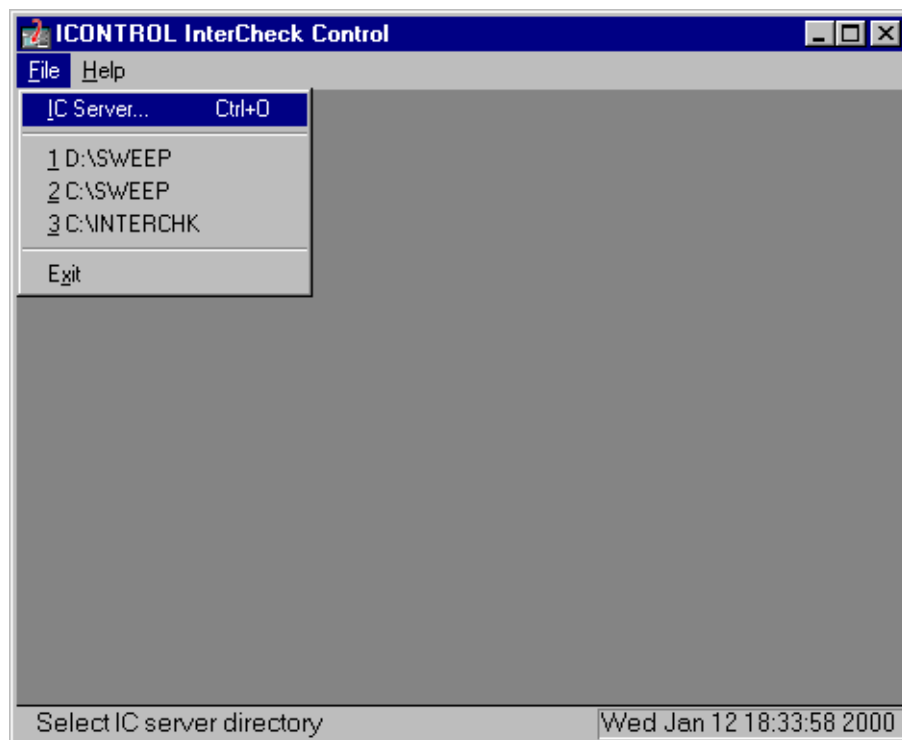 ICONTROL InterCheck Control
File Help
IC Server... Ctrl+O
1 D:\SWEEP
2 C:\SWEEP
3 C:\INTERCHK
Exit
Select IC server directory Wed Jan 12 18:33:58 2000